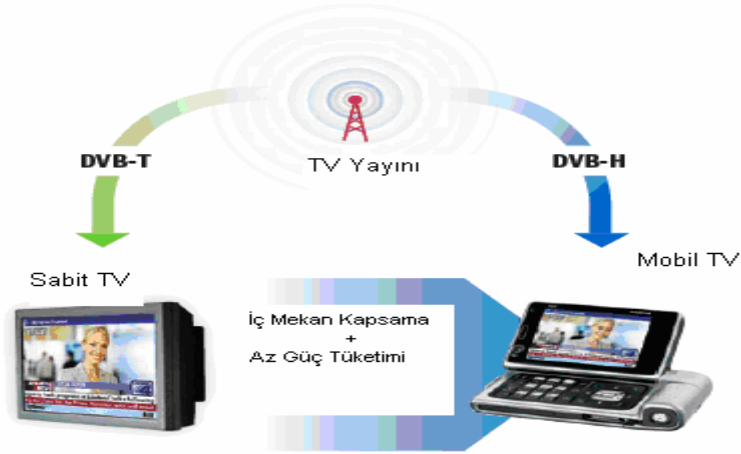 DVB-T
TV Yayını
DVB-H
Sabit TV
Mobil TV
İç Mekan Kapsama
+
Az Güç Tüketimi